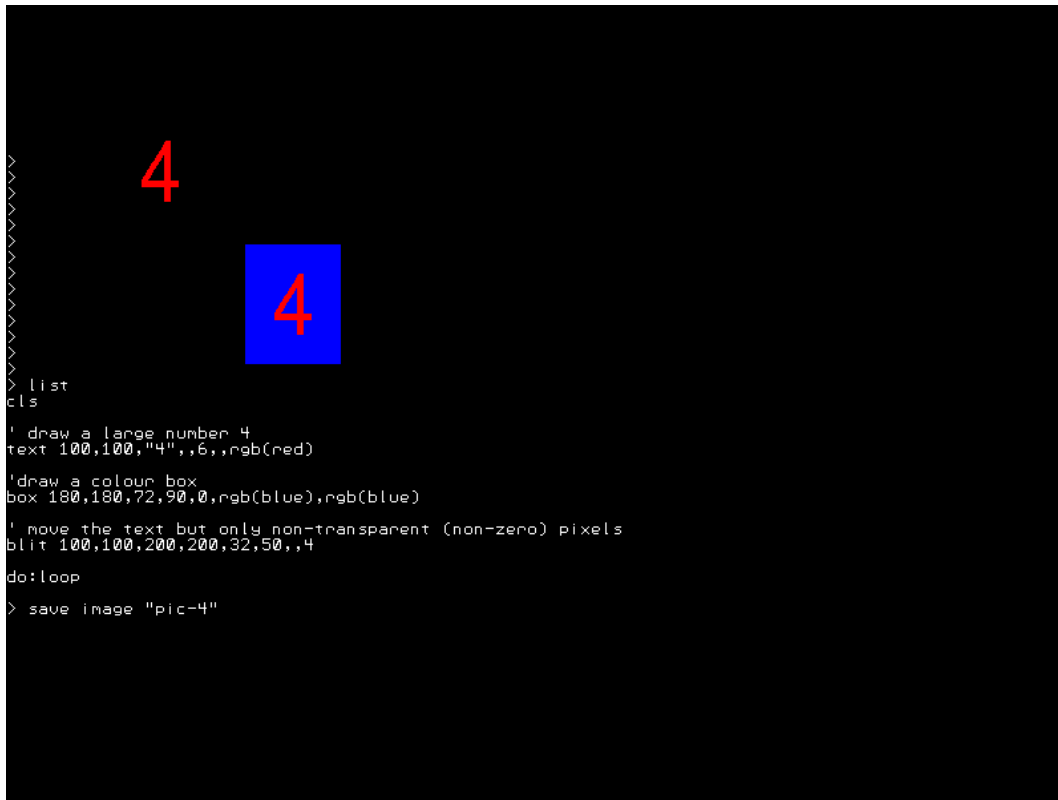 4
>
>
>
>
>
>
>
>
>
>
>
>
>
>
4
> list
cls
' draw a large number 4
text 100,100,"4",,6,,rgb(red)
'draw a colour box
box 180,180,72,90,0,rgb(blue),rgb(blue)
' move the text but only non-transparent (non-zero) pixels
blit 100,100,200,200,32,50,,4
do:loop
> save image "pic-4"